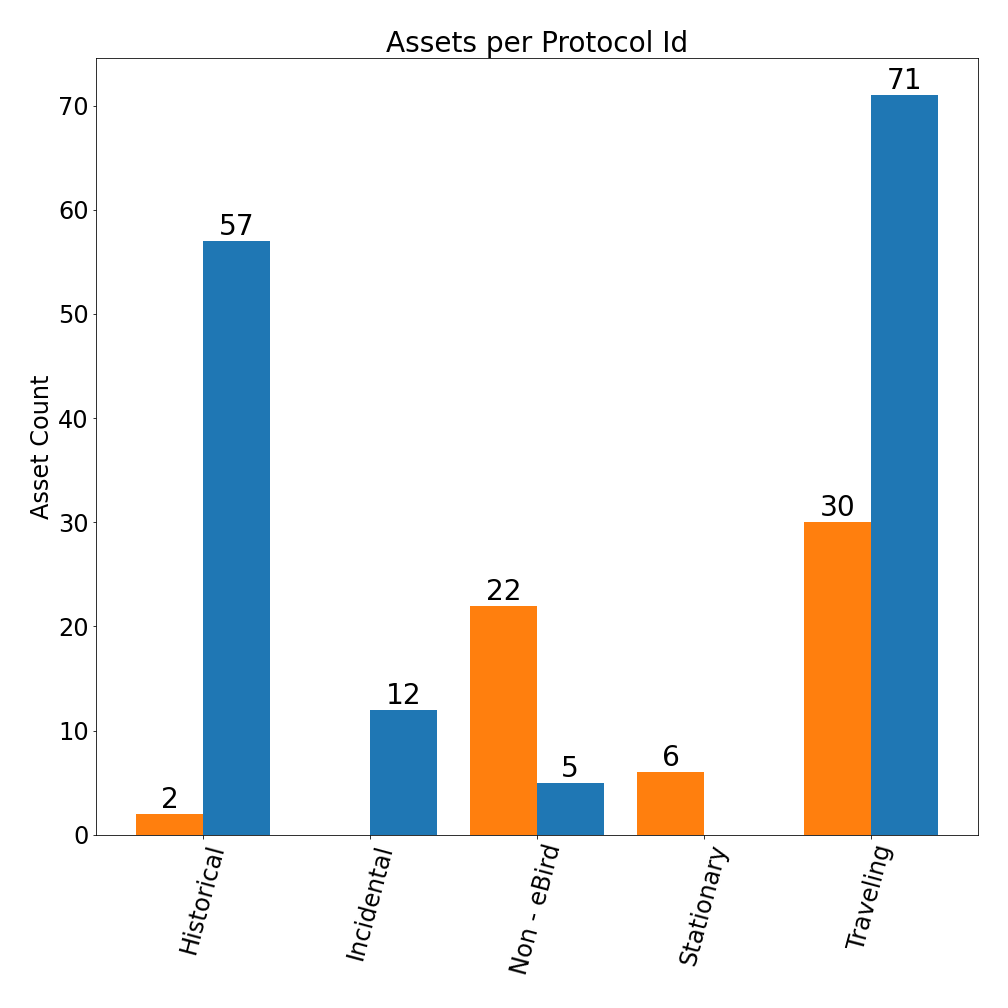 Assets per Protocol Id
Asset Count
70
60
50
40
30
20
10
0
2
57
12
22
5
6
30
71
Historical
Incidental
Non - eBird
Stationary
Traveling